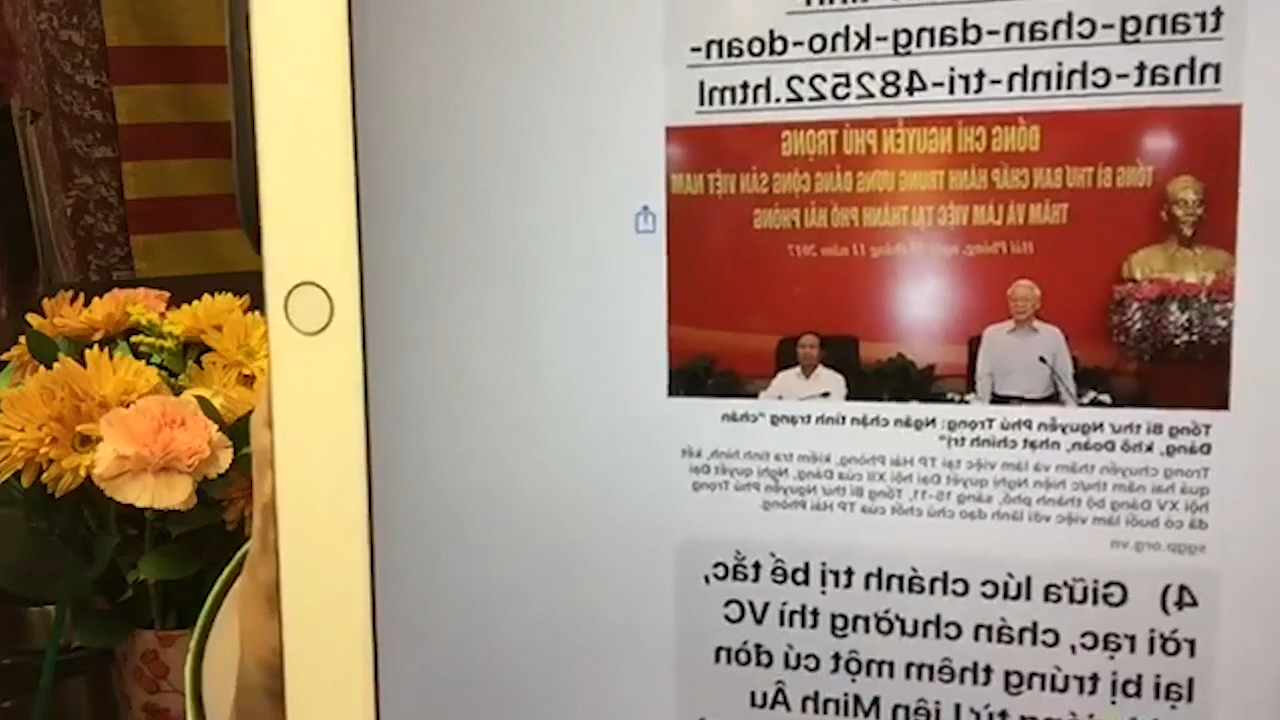 trang-chan-dang-kho-doan-
nhat-chinh-tri-482522.html
ĐỒNG CHÍ NGUYỄN PHÚ TRỌNG
TỔNG BÍ THƯ BAN CHẤP HÀNH TRUNG ƯƠNG ĐẢNG CỘNG SẢN VIỆT NAM
THĂM VÀ LÀM VIỆC TẠI THÀNH PHỐ HẢI PHÒNG
Hải Phòng, ngày tháng 11 năm 2017
Tổng Bí thư Nguyễn Phú Trọng: Ngăn chặn tình trạng "chán
Đảng, khô Đoàn, nhạt chính trị"
Trong chuyến thăm và làm việc tại TP Hải Phòng, kiểm tra tình hình, kết
quả hai năm thực hiện Nghị quyết Đại hội XII của Đảng, Nghị quyết Đại
hội XV Đảng bộ thành phố, sáng 15-11, Tổng Bí thư Nguyễn Phú Trọng
đã có buổi làm việc với lãnh đạo chủ chốt của TP Hải Phòng.
sggp.org.vn
4) Giữa lúc chánh trị bế tắc,
rời rạc, chán chường thì VC
lại bị trúng thêm một cú đòn
từ Liên Minh Âu